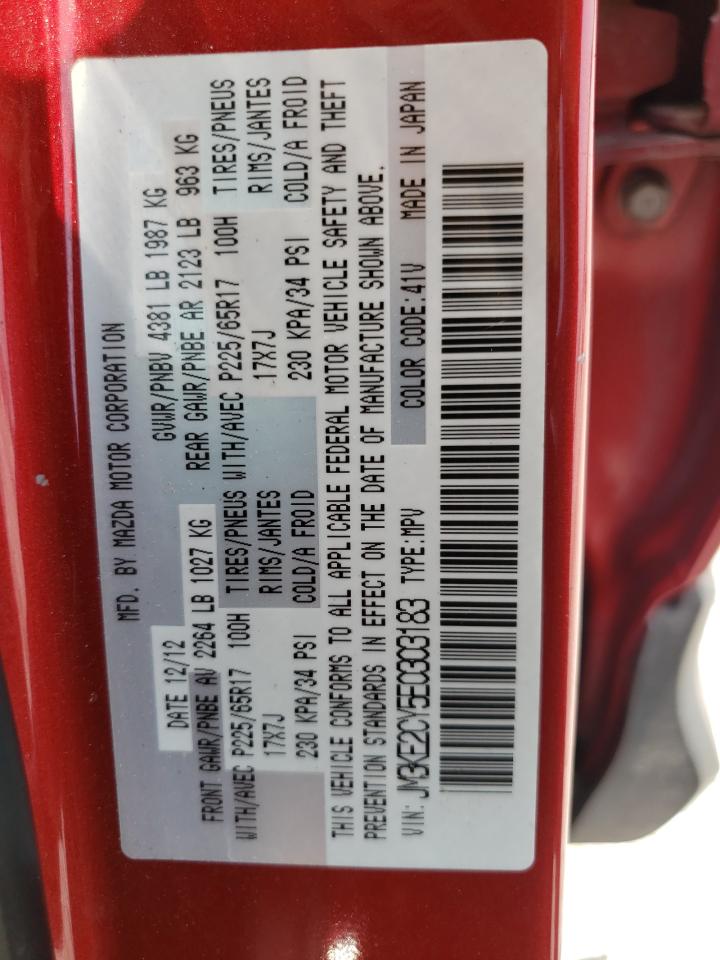 MFD. BY MAZDA MOTOR CORPORATION
DATE 12/12 GVWR/PNBV 4381 LB 1987 KG
FRONT GAWR/PNBE AV 2264 LB 1027 KG REAR GAWR/PNBE AR 2123 LB 963 KG
WITH/AVEC P225/65R17 100H TIRES/PNEUS WITH/AVEC P225/65R17 100H TIRES/PNEUS
17X7J RIMS/JANTES 17X7J RIMS/JANTES
230 KPA/34 PSI COLD/A FROID 230 KPA/34 PSI COLD/A FROID
THIS VEHICLE CONFORMS TO ALL APPLICABLE FEDERAL MOTOR VEHICLE SAFETY AND THEFT
PREVENTION STANDARDS IN EFFECT ON THE DATE OF MANUFACTURE SHOWN ABOVE.
VIN: JM3KE2CY5E0303183 TYPE:MPV COLOR CODE:41V MADE IN JAPAN